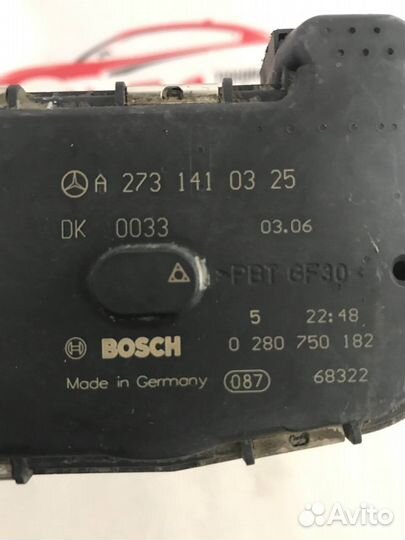 A 273 141 03 25
DK 0033 03.06
>PBT GF30<
5 22:48
BOSCH 0 280 750 182
Made in Germany 087 68322
Avito